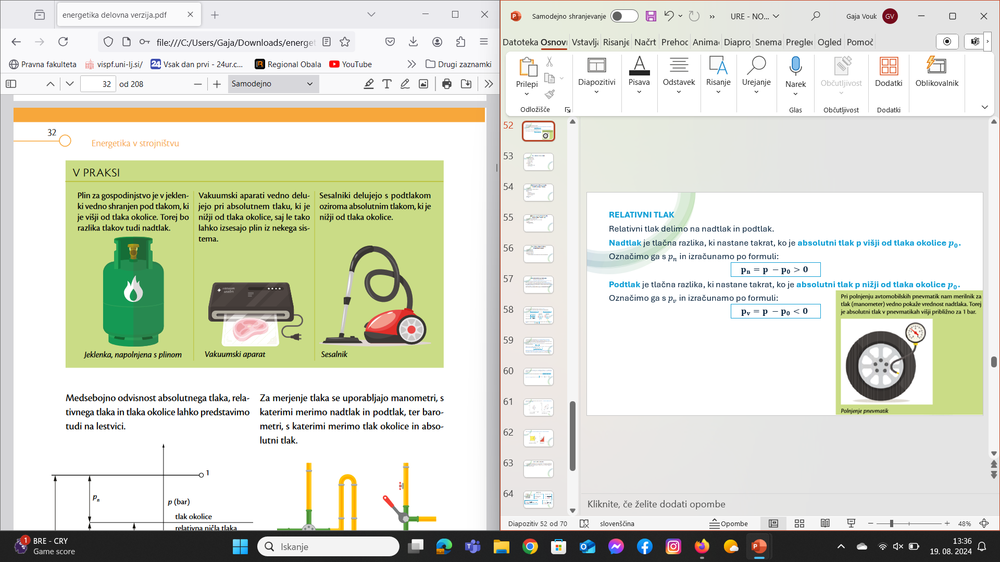 energetika delovna verzija.pdf
file:///C:/Users/Gaja/Downloads/energet
Pravna fakulteta
vispf.uni-lj.si/
24 Vsak dan prvi - 24ur.c...
Regional Obala
YouTube
Drugi zaznamki
32
od 208
Samodejno
32
Energetika v strojništvu
V PRAKSI
Plin za gospodinjstvo je v jeklen-
ki vedno shranjen pod tlakom, ki
je višji od tlaka okolice. Torej bo
razlika tlakov tudi nadtlak.
Jeklenka, napolnjena s plinom
Vakuumski aparati vedno delu-
jejo pri absolutnem tlaku, ki je
nižji od tlaka okolice, saj le tako
lahko izsesajo plin iz nekega sis-
tema.
Vakuumski aparat
Sesalniki delujejo s podtlakom
oziroma absolutnim tlakom, ki je
nižji od tlaka okolice.
Sesalnik
Medsebojno odvisnost absolutnega tlaka, rela-
tivnega tlaka in tlaka okolice lahko predstavimo
tudi na lestvici.
Za merjenje tlaka se uporabljajo manometri, s
katerimi merimo nadtlak in podtlak, ter baro-
metri, s katerimi merimo tlak okolice in abso-
lutni tlak.
1
pn
p (bar)
tlak okolice
relativna ničla tlaka
Samodejno shranjevanje
URE - NO...
Gaja Vouk
GV
Datoteka
Osnov
Vstavlja
Risanje
Načrt
Prehoc
Animac
Diapro
Snema
Pregled
Ogled
Pomoč
Prilepi
Odložišče
Diapozitivi
Pisava
Odstavek
Risanje
Urejanje
Narek
Glas
Občutljivost
Občutljivost
Dodatki
Dodatki
Oblikovalnik
52
53
54
55
56
57
58
59
60
61
62
63
64
RELATIVNI TLAK
Relativni tlak delimo na nadtlak in podtlak.
Nadtlak je tlačna razlika, ki nastane takrat, ko je absolutni tlak p višji od tlaka okolice p₀.
Označimo ga s pₙ in izračunamo po formuli:
pₙ = p − p₀ > 0
Podtlak je tlačna razlika, ki nastane takrat, ko je absolutni tlak p nižji od tlaka okolice p₀.
Označimo ga s pᵥ in izračunamo po formuli:
pᵥ = p − p₀ < 0
Pri polnjenju avtomobilskih pnevmatik nam merilnik za
tlak (manometer) vedno pokaže vrednost nadtlaka. Torej
je absolutni tlak v pnevmatikah višji približno za 1 bar.
Polnjenje pnevmatik
Kliknite, če želite dodati opombe
Diapozitiv 52 od 70
slovenščina
Opombe
48%
1
BRE - CRY
Game score
Iskanje
13:36
19. 08. 2024